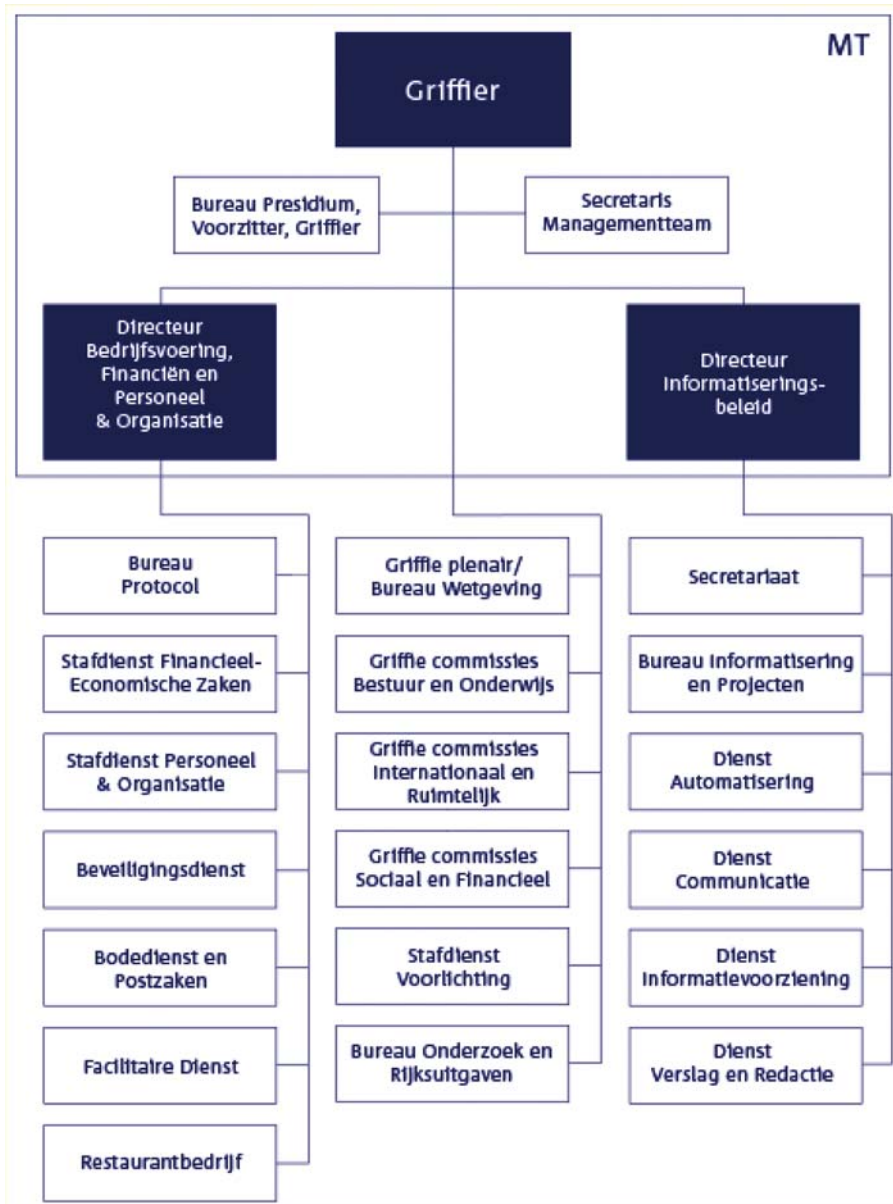 MT
Griffier
Bureau Presidium,
Voorzitter, Griffier
Secretaris
Managementteam
Directeur
Bedrijfsvoering,
Financiën en
Personeel
& Organisatie
Directeur
Informatiserings-
beleid
Bureau
Protocol
Stafdienst Financieel-
Economische Zaken
Stafdienst Personeel
& Organisatie
Beveiligingsdienst
Bodedienst en
Postzaken
Facilitaire Dienst
Restaurantbedrijf
Griffie plenair/
Bureau Wetgeving
Griffie commissies
Bestuur en Onderwijs
Griffie commissies
Internationaal en
Ruimtelijk
Griffie commissies
Sociaal en Financieel
Stafdienst
Voorlichting
Bureau Onderzoek en
Rijksuitgaven
Secretariaat
Bureau Informatisering
en Projecten
Dienst
Automatisering
Dienst
Communicatie
Dienst
Informatievoorziening
Dienst
Verslag en Redactie